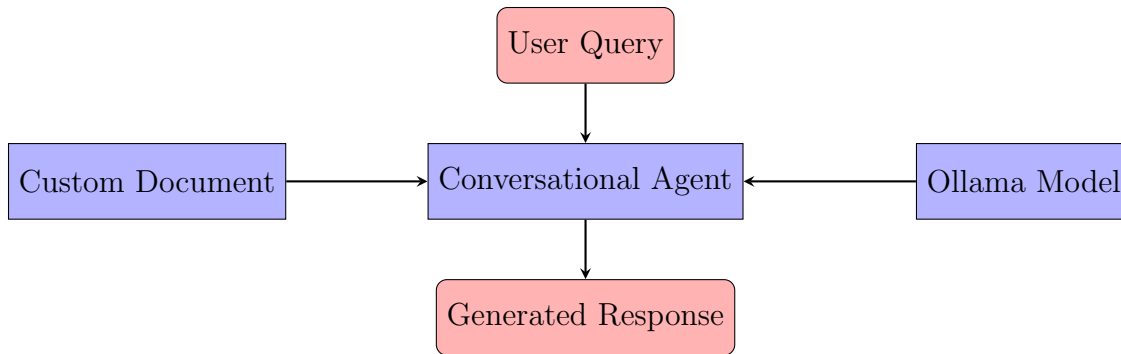 User Query
Custom Document
Conversational Agent
Ollama Model
Generated Response